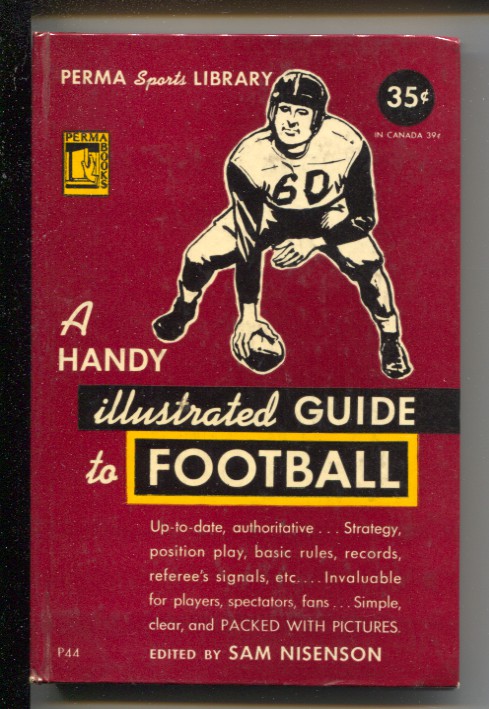 PERMA Sports LIBRARY
35¢
IN CANADA 39¢
PERMA
BOOKS
60
A
HANDY
illustrated GUIDE
to FOOTBALL
Up-to-date, authoritative . . . Strategy,
position play, basic rules, records,
referee's signals, etc. . . . Invaluable
for players, spectators, fans . . . Simple,
clear, and PACKED WITH PICTURES.
P44
EDITED BY SAM NISENSON